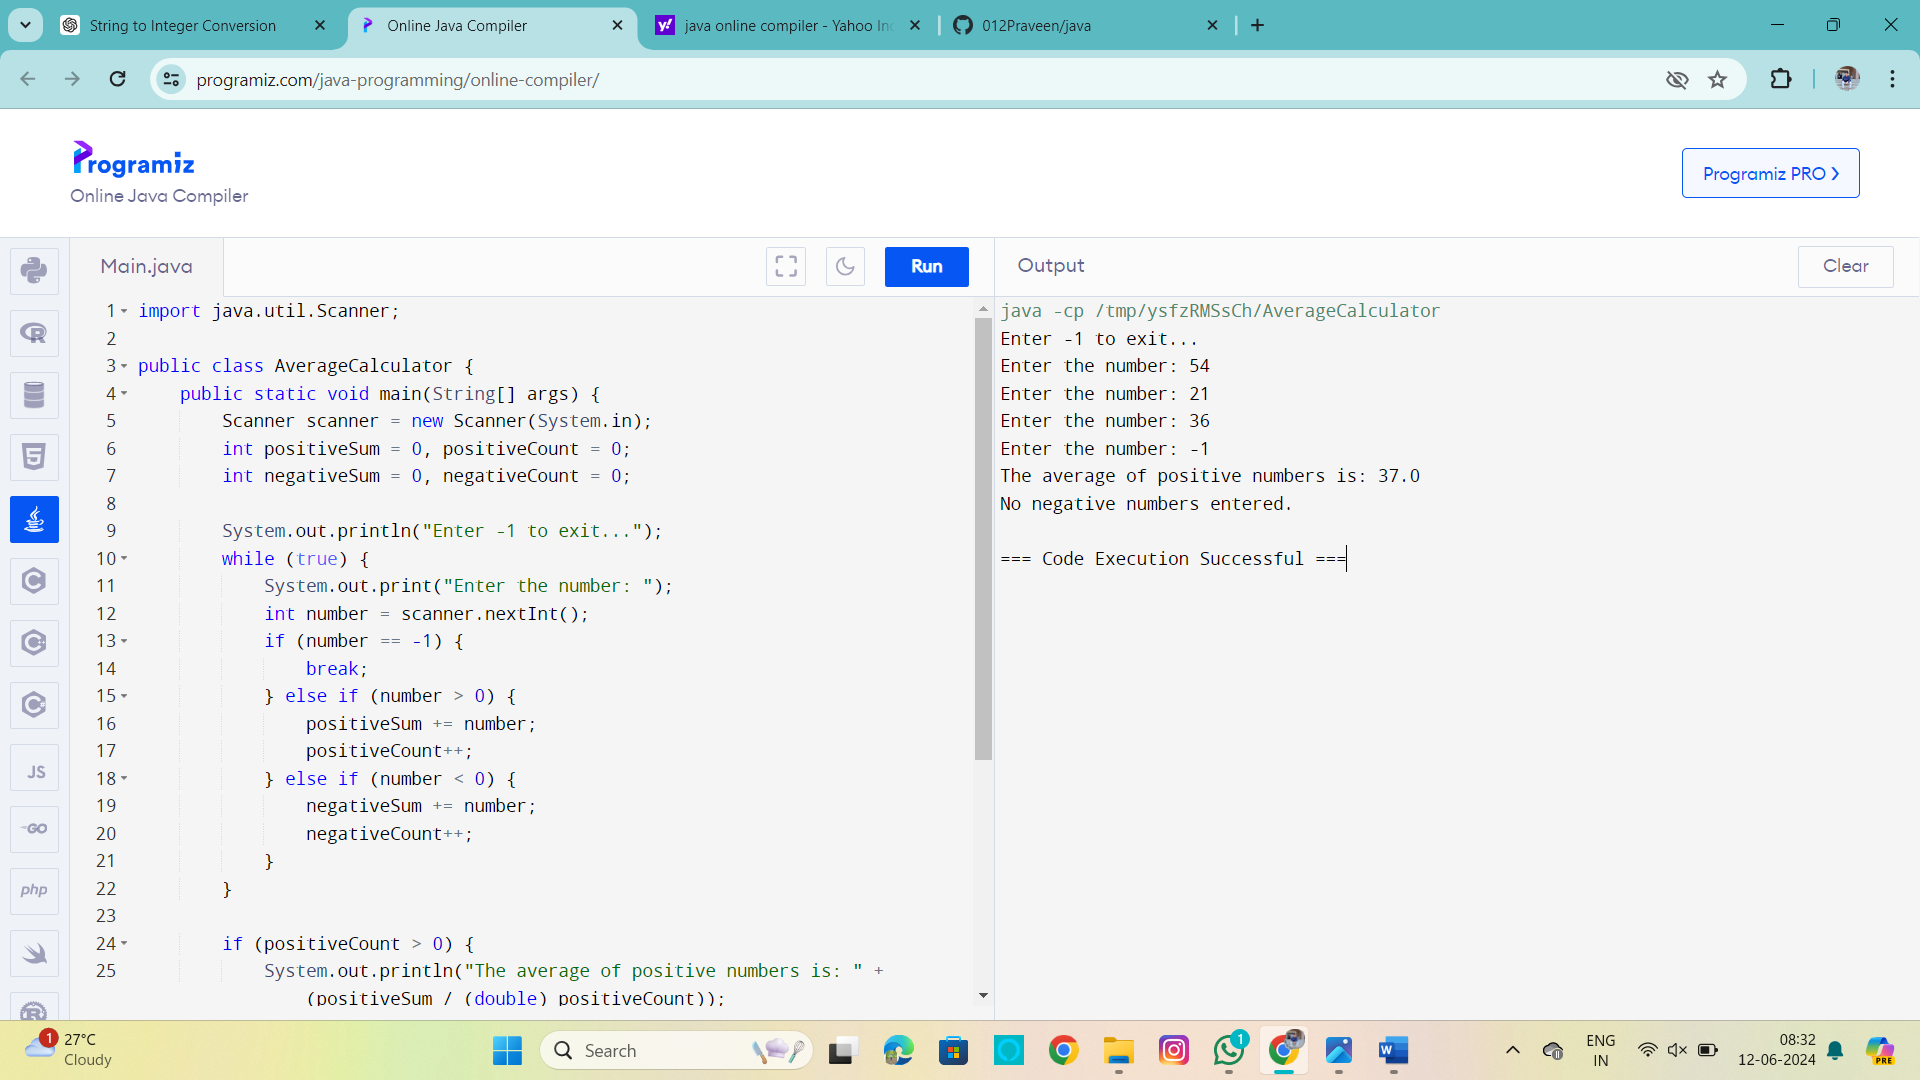 String to Integer Conversion
Online Java Compiler
java online compiler - Yahoo In
012Praveen/java
programiz.com/java-programming/online-compiler/
Programiz
Online Java Compiler
Programiz PRO
Main.java
Run
Output
Clear
1 import java.util.Scanner;
2
3 public class AverageCalculator {
4 public static void main(String[] args) {
5 Scanner scanner = new Scanner(System.in);
6 int positiveSum = 0, positiveCount = 0;
7 int negativeSum = 0, negativeCount = 0;
8
9 System.out.println("Enter -1 to exit...");
10 while (true) {
11 System.out.print("Enter the number: ");
12 int number = scanner.nextInt();
13 if (number == -1) {
14 break;
15 } else if (number > 0) {
16 positiveSum += number;
17 positiveCount++;
18 } else if (number < 0) {
19 negativeSum += number;
20 negativeCount++;
21 }
22 }
23
24 if (positiveCount > 0) {
25 System.out.println("The average of positive numbers is: " +
(positiveSum / (double) positiveCount));
java -cp /tmp/ysfzRMSsCh/AverageCalculator
Enter -1 to exit...
Enter the number: 54
Enter the number: 21
Enter the number: 36
Enter the number: -1
The average of positive numbers is: 37.0
No negative numbers entered.
=== Code Execution Successful ===
JS
GO
php
1
27°C
Cloudy
Search
1
W
ENG
IN
08:32
12-06-2024
PRE